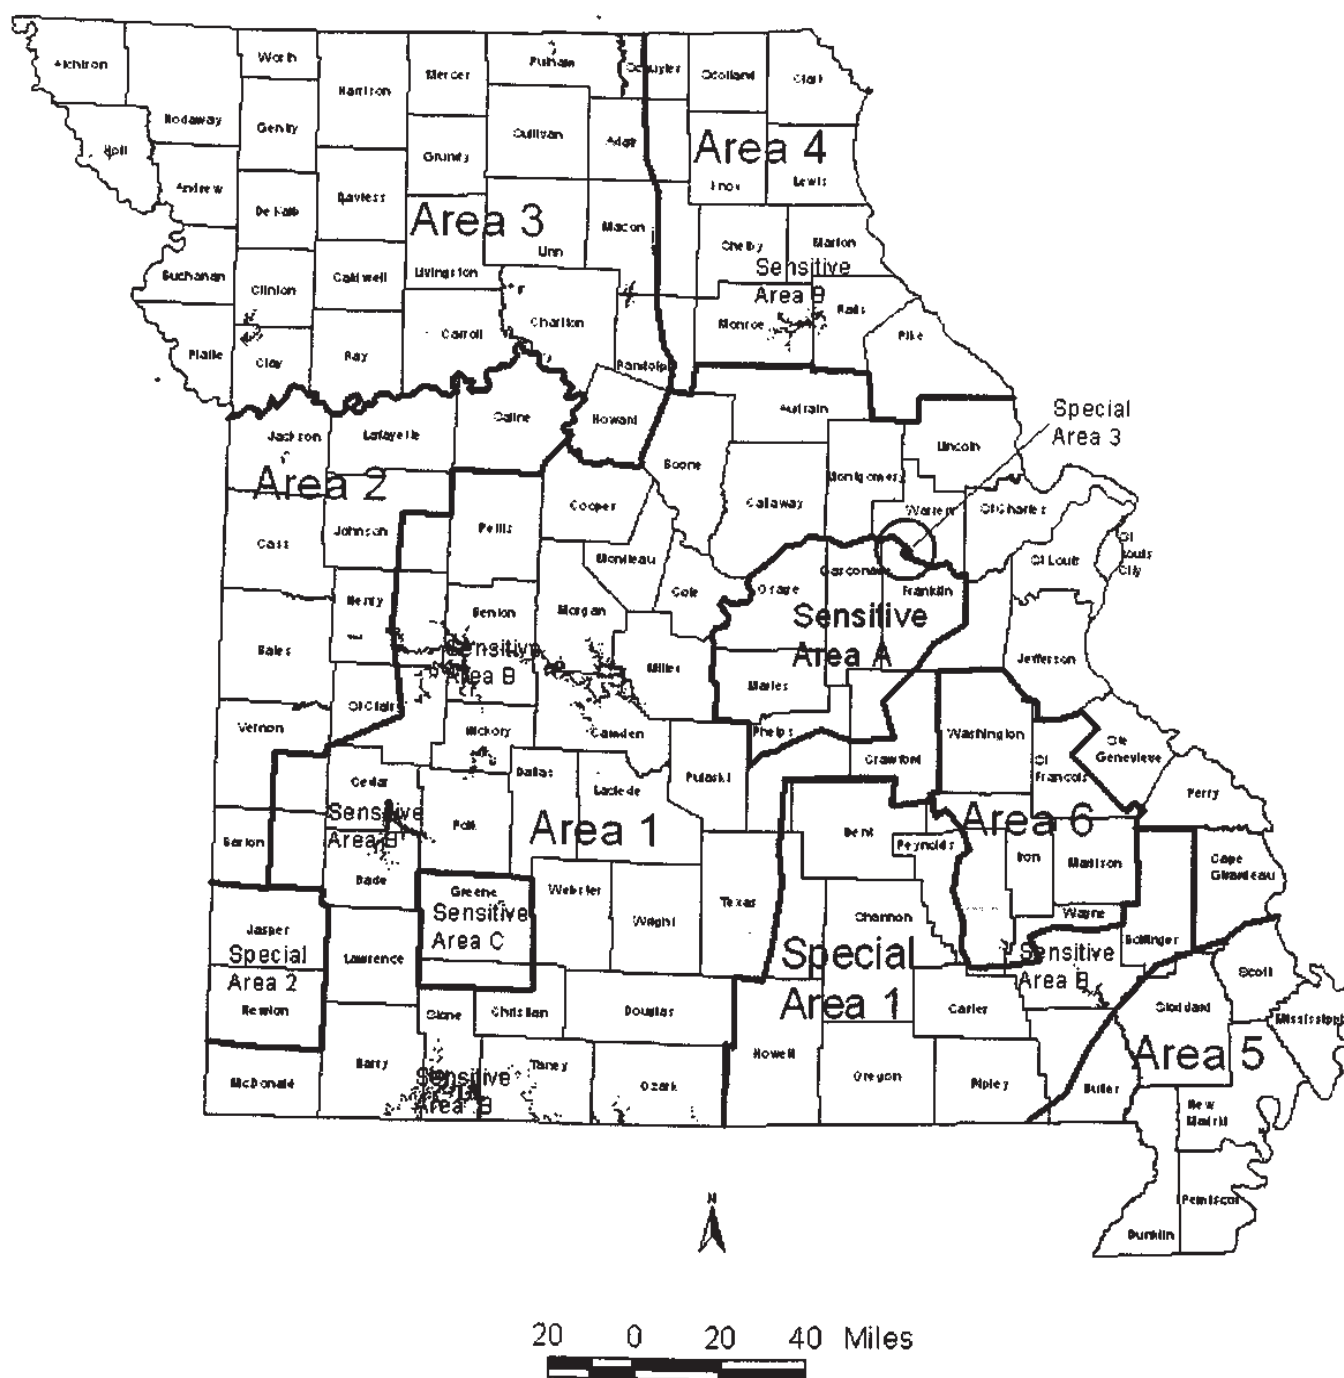 Worth
Mercer
Harrison
Nodaway
Gentry
Sullivan
Adair
Area 4
Grundy
Knox
Lewis
Andrew
Daviess
De Kalb
Area 3
Macon
Linn
Shelby
Marion
Sensitive
Area B
Buchanan
Caldwell
Livingston
Clinton
Monroe
Ralls
Chariton
Carroll
Pike
Platte
Clay
Ray
Randolph
Special
Area 3
Howard
Saline
Audrain
Jackson
Lafayette
Lincoln
Boone
Area 2
Montgomery
Callaway
Cooper
Warren
St Charles
Cass
Johnson
Pettis
Moniteau
St Louis
St
Louis
City
Cole
Osage
Gasconade
Franklin
Henry
Benton
Morgan
Sensitive
Area A
Bates
Sensitive
Area B
Miller
Jefferson
Maries
St Clair
Vernon
Hickory
Camden
Phelps
Washington
Ste
Genevieve
Crawford
St
Francois
Cedar
Dallas
Laclede
Pulaski
Perry
Sensitive
Area B
Polk
Area 1
Area 6
Barton
Dent
Reynolds
Iron
Madison
Cape
Girardeau
Dade
Greene
Webster
Texas
Sensitive
Area C
Wright
Shannon
Wayne
Jasper
Special
Area 2
Lawrence
Special
Area 1
Sensitive
Area B
Bollinger
Scott
Newton
Stone
Christian
Douglas
Carter
Stoddard
Mississippi
Howell
Area 5
McDonald
Barry
Sensitive
Area B
Taney
Ozark
Oregon
Ripley
Butler
New
Madrid
Pemiscot
Dunklin
N
20 0 20 40 Miles